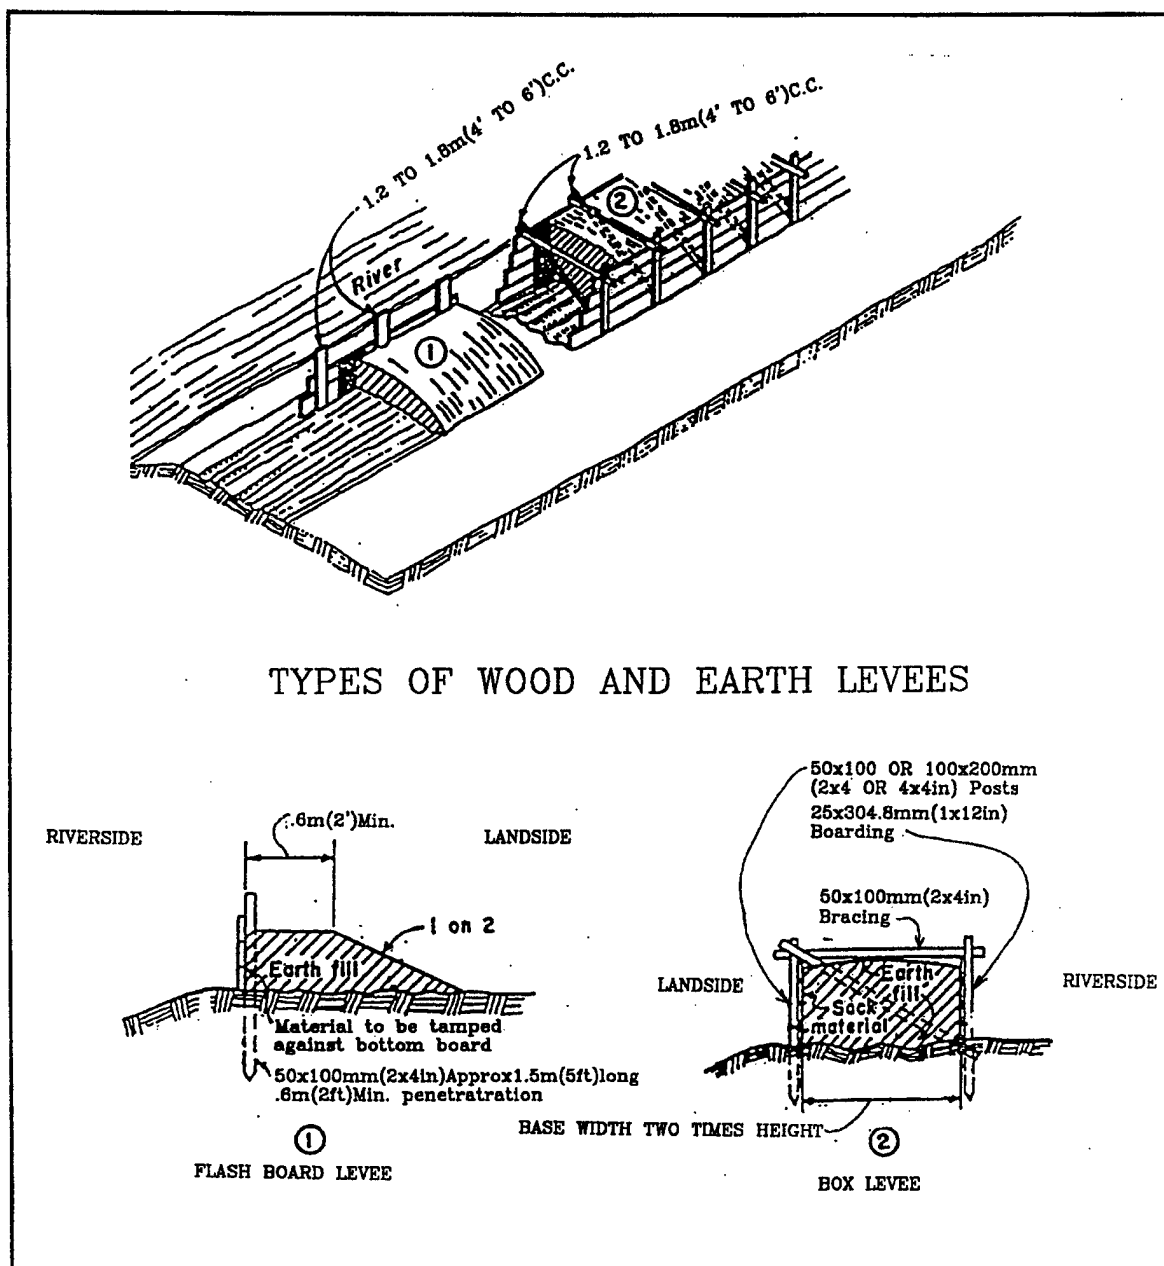 1.2 TO 1.8m(4' TO 6')C.C.
1.2 TO 1.8m(4' TO 6')C.C.
River
1
2
TYPES OF WOOD AND EARTH LEVEES
RIVERSIDE
.6m(2')Min.
LANDSIDE
1 on 2
Earth fill
Material to be tamped
against bottom board
50x100mm(2x4in)Approx1.5m(5ft)long
.6m(2ft)Min. penetratration
1
FLASH BOARD LEVEE
50x100 OR 100x200mm
(2x4 OR 4x4in) Posts
25x304.8mm(1x12in)
Boarding
50x100mm(2x4in)
Bracing
LANDSIDE
RIVERSIDE
Earth
fill
Sack
material
BASE WIDTH TWO TIMES HEIGHT
2
BOX LEVEE